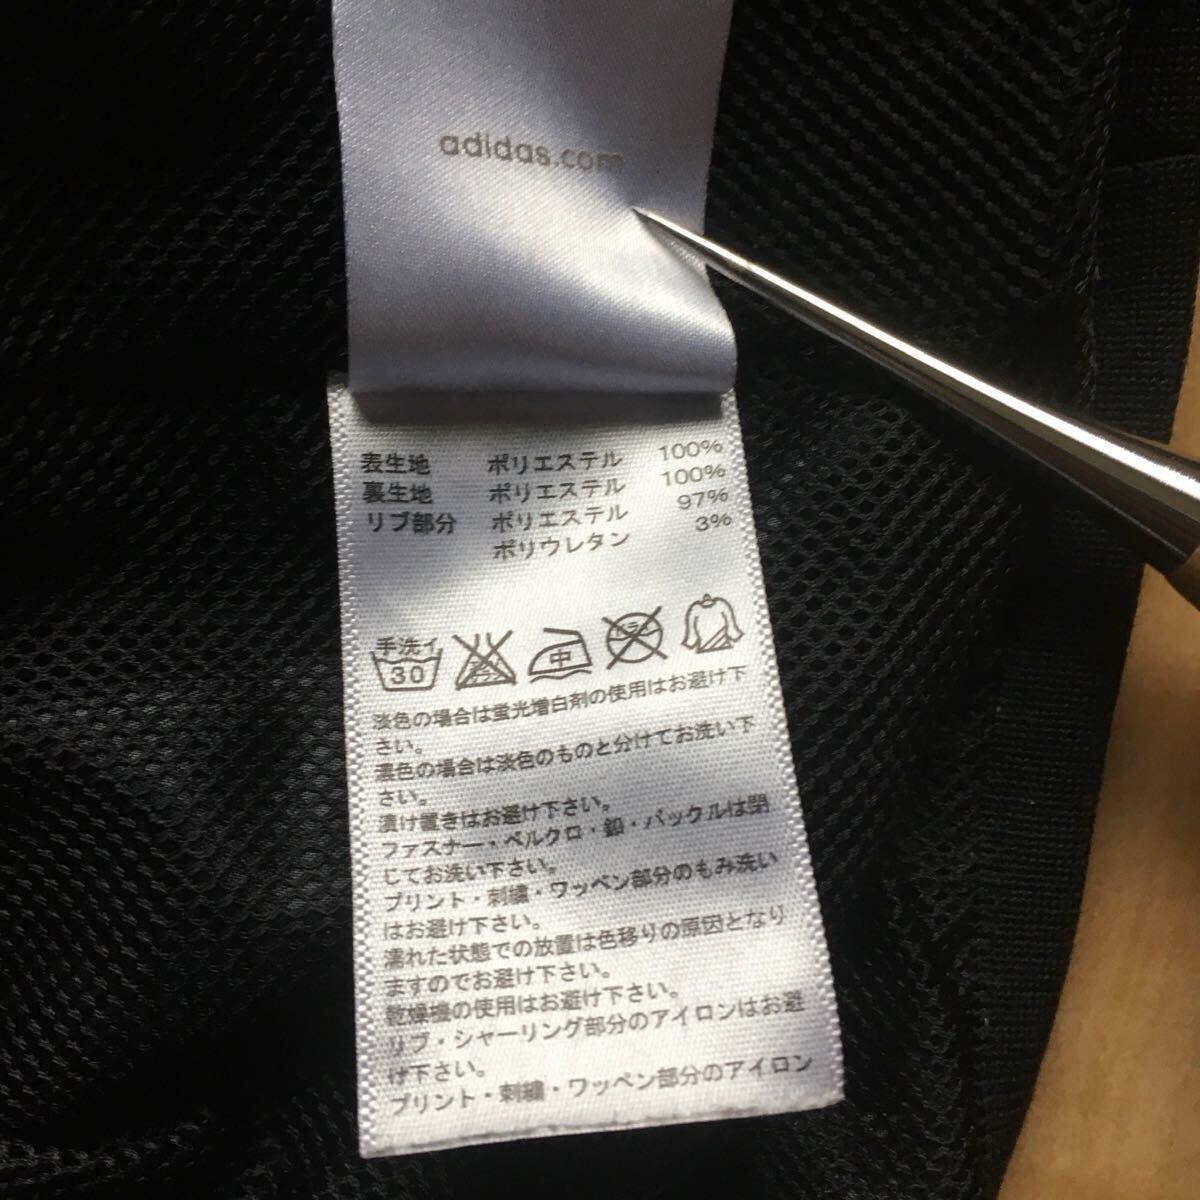 adidas.com
表生地 ポリエステル 100%
裏生地 ポリエステル 100%
リブ部分 ポリエステル 97%
ポリウレタン 3%
手洗イ
30
中
淡色の場合は蛍光増白剤の使用はお避け下
さい。
濃色の場合は淡色のものと分けてお洗い下
さい。
漬け置きはお避け下さい。
ファスナー・ベルクロ・釦・バックルは閉
じてお洗い下さい。
プリント・刺繍・ワッペン部分のもみ洗い
はお避け下さい。
濡れた状態での放置は色移りの原因となり
ますのでお避け下さい。
乾燥機の使用はお避け下さい。
リブ・シャーリング部分のアイロンはお避
け下さい。
プリント・刺繍・ワッペン部分のアイロン